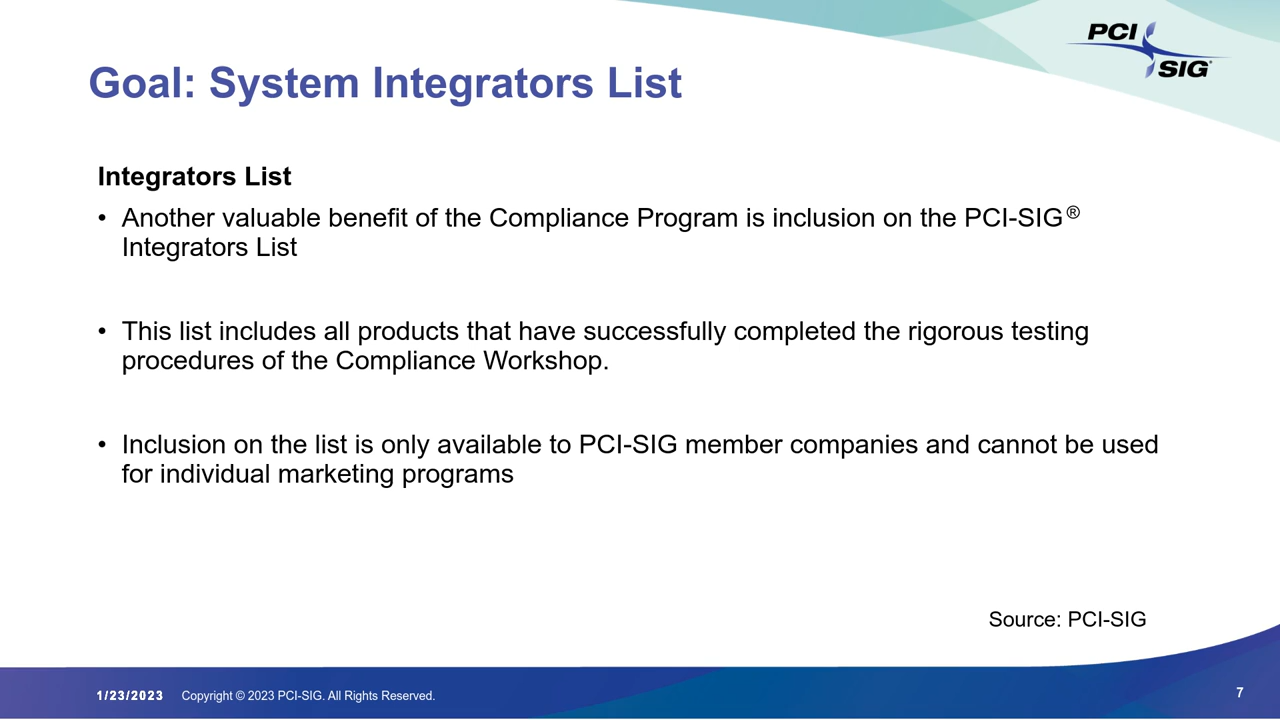 PCI
SIG
Goal: System Integrators List
Integrators List
• Another valuable benefit of the Compliance Program is inclusion on the PCI-SIG®
Integrators List
• This list includes all products that have successfully completed the rigorous testing
procedures of the Compliance Workshop.
• Inclusion on the list is only available to PCI-SIG member companies and cannot be used
for individual marketing programs
Source: PCI-SIG
1/23/2023 Copyright © 2023 PCI-SIG. All Rights Reserved. 7